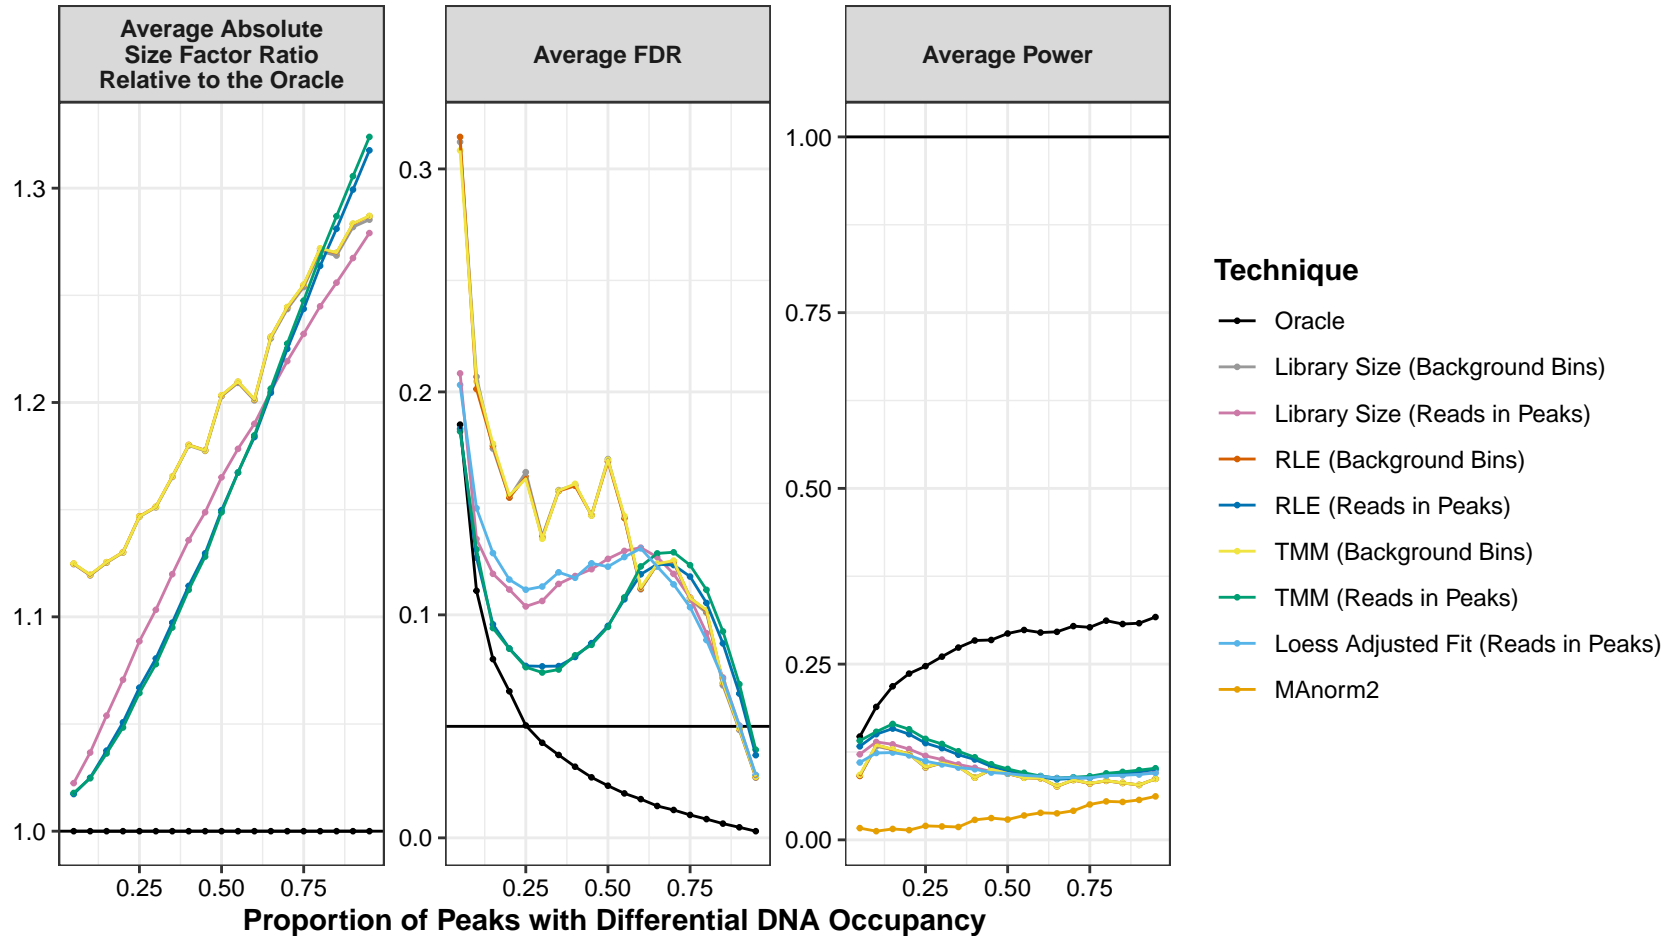 Average Absolute
Size Factor Ratio
Relative to the Oracle
Average FDR
Average Power
1.3
1.2
1.1
1.0
0.3
0.2
0.1
0.0
1.00
0.75
0.50
0.25
0.00
0.25 0.50 0.75
0.25 0.50 0.75
0.25 0.50 0.75
Proportion of Peaks with Differential DNA Occupancy
Technique
Oracle
Library Size (Background Bins)
Library Size (Reads in Peaks)
RLE (Background Bins)
RLE (Reads in Peaks)
TMM (Background Bins)
TMM (Reads in Peaks)
Loess Adjusted Fit (Reads in Peaks)
MAnorm2